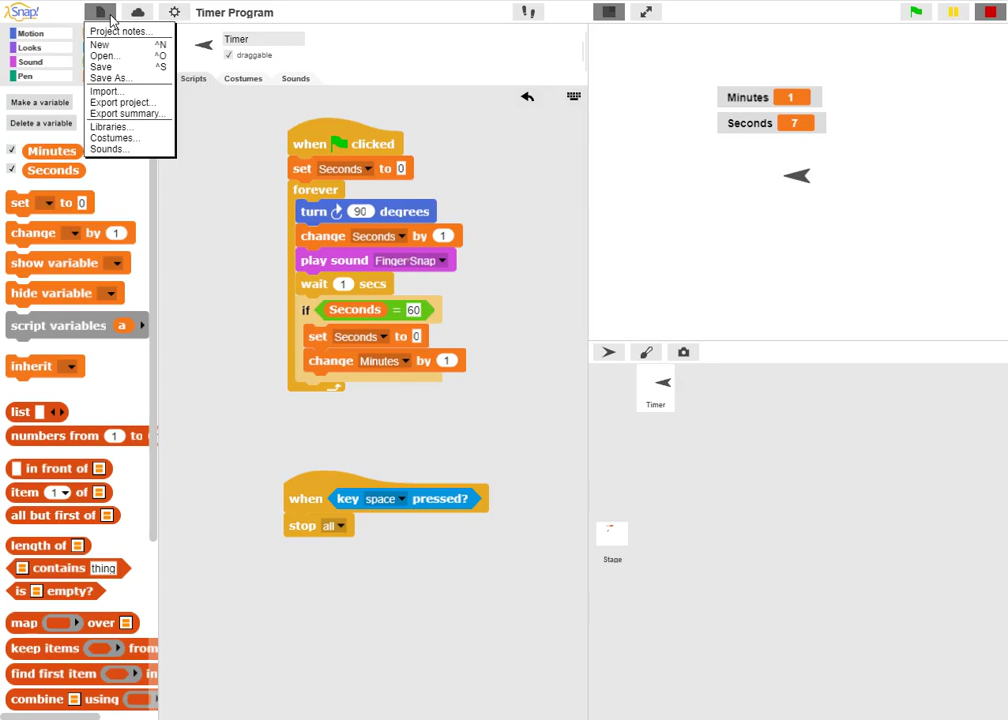 Snap!
Timer Program
Motion
Looks
Sound
Pen
Project notes...
New ^N
Open... ^O
Save ^S
Save As...
Import...
Export project...
Export summary...
Libraries...
Costumes...
Sounds...
Make a variable
Delete a variable
Minutes
Seconds
set to 0
change by 1
show variable
hide variable
script variables a
inherit
list
numbers from 1 to
in front of
item 1 of
all but first of
length of
contains thing
is empty?
map over
keep items from
find first item in
combine using
Timer
draggable
Scripts Costumes Sounds
when clicked
set Seconds to 0
forever
turn 90 degrees
change Seconds by 1
play sound Finger Snap
wait 1 secs
if Seconds = 60
set Seconds to 0
change Minutes by 1
when key space pressed?
stop all
Minutes 1
Seconds 7
Timer
Stage